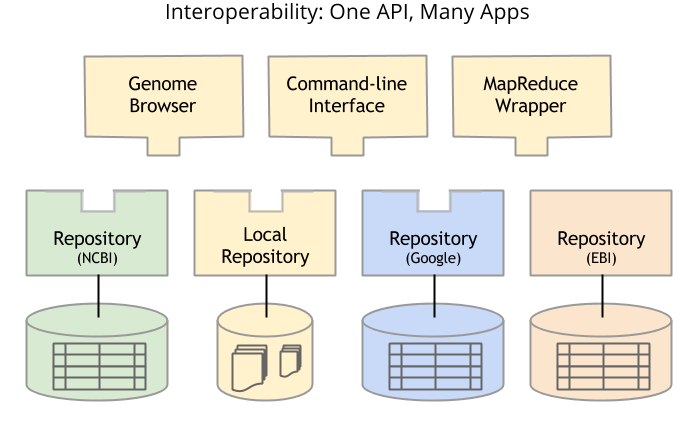 Interoperability: One API, Many Apps
Genome
Browser
Command-line
Interface
MapReduce
Wrapper
Repository
(NCBI)
Local
Repository
Repository
(Google)
Repository
(EBI)